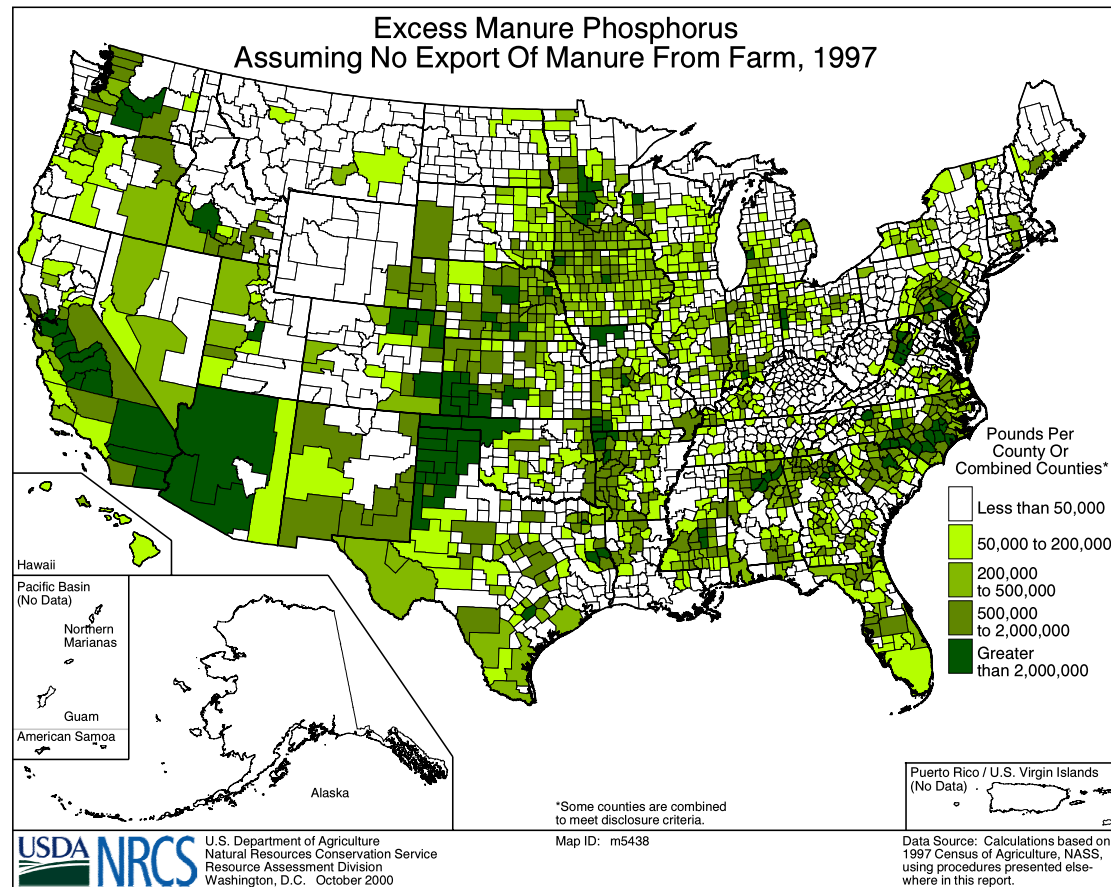 Excess Manure Phosphorus
Assuming No Export Of Manure From Farm, 1997
Pounds Per
County Or
Combined Counties*
Less than 50,000
50,000 to 200,000
200,000
to 500,000
500,000
to 2,000,000
Greater
than 2,000,000
Hawaii
Pacific Basin
(No Data)
Northern
Marianas
Guam
American Samoa
Alaska
*Some counties are combined
to meet disclosure criteria.
Puerto Rico / U.S. Virgin Islands
(No Data)
USDA
NRCS
U.S. Department of Agriculture
Natural Resources Conservation Service
Resource Assessment Division
Washington, D.C. October 2000
Map ID: m5438
Data Source: Calculations based on
1997 Census of Agriculture, NASS,
using procedures presented else-
where in this report.